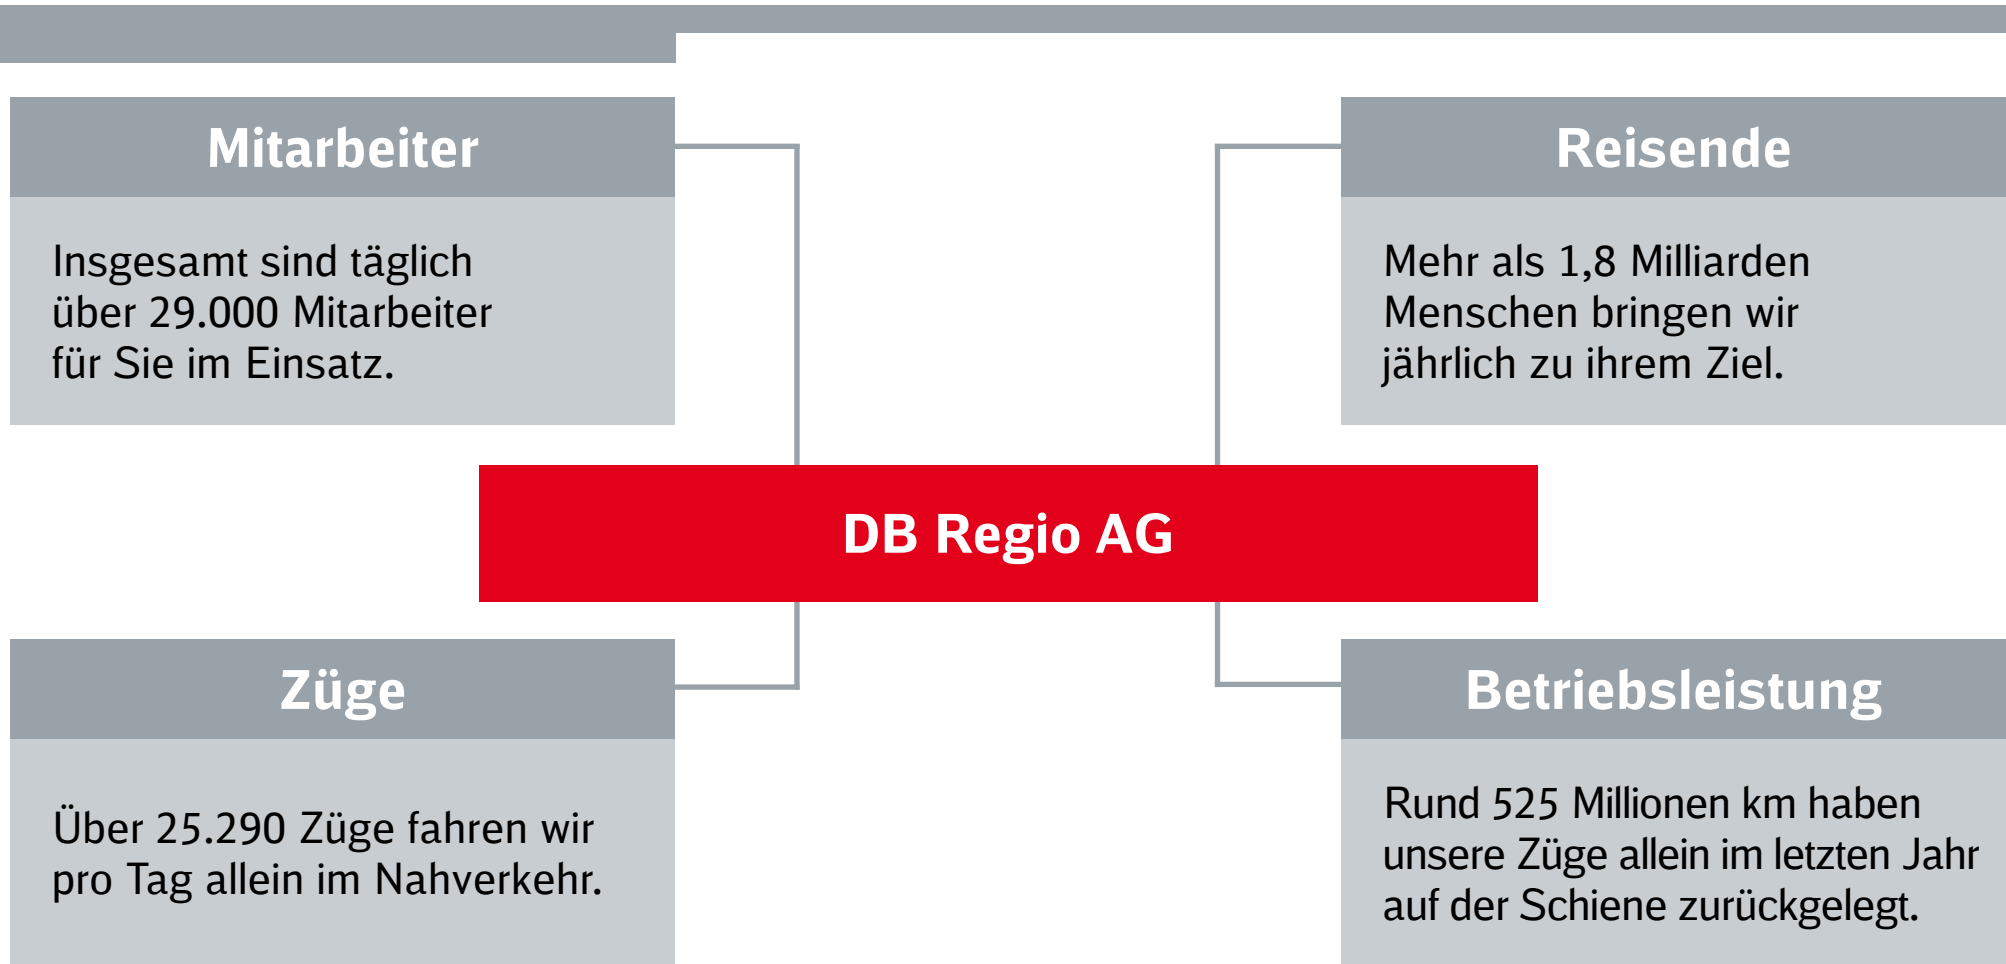 Mitarbeiter
Insgesamt sind täglich
über 29.000 Mitarbeiter
für Sie im Einsatz.
Reisende
Mehr als 1,8 Milliarden
Menschen bringen wir
jährlich zu ihrem Ziel.
DB Regio AG
Züge
Über 25.290 Züge fahren wir
pro Tag allein im Nahverkehr.
Betriebsleistung
Rund 525 Millionen km haben
unsere Züge allein im letzten Jahr
auf der Schiene zurückgelegt.